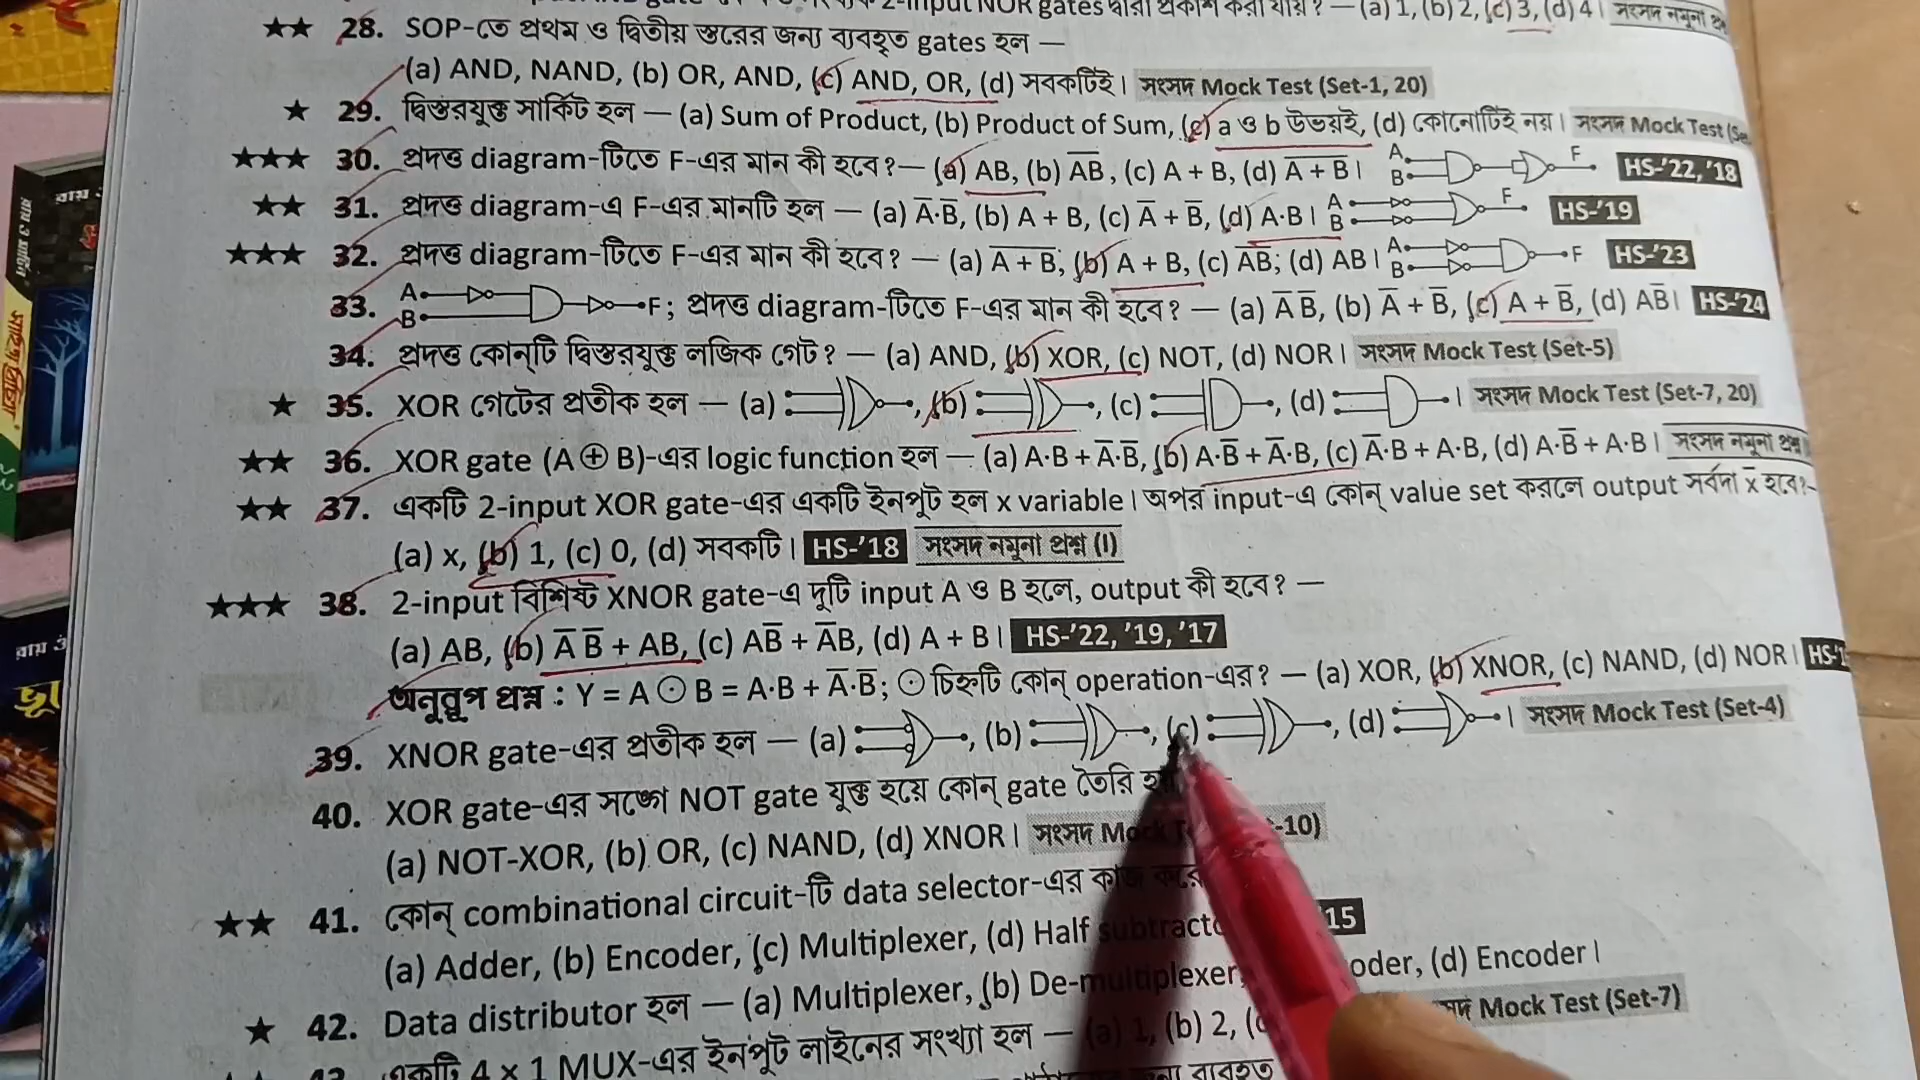 2-input NOR gates দ্বারা প্রকাশ করা যায়? — (a) 1, (b) 2, (c) 3, (d) 4। সংসদ নমুনা
★★ 28. SOP-তে প্রথম ও দ্বিতীয় স্তরের জন্য ব্যবহৃত gates হল —
(a) AND, NAND, (b) OR, AND, (c) AND, OR, (d) সবকটিই। সংসদ Mock Test (Set-1, 20)
★ 29. দ্বিস্তরযুক্ত সার্কিট হল — (a) Sum of Product, (b) Product of Sum, (c) a ও b উভয়ই, (d) কোনোটিই নয়। সংসদ Mock Test
★★★ 30. প্রদত্ত diagram-টিতে F-এর মান কী হবে?— (a) AB, (b) A̅B̅, (c) A + B, (d) A̅ ̅+̅ ̅B̅। A B F HS-'22, '18
★★ 31. প্রদত্ত diagram-এ F-এর মানটি হল — (a) A̅·B̅, (b) A + B, (c) A̅ + B̅, (d) A·B। A B F HS-'19
★★★ 32. প্রদত্ত diagram-টিতে F-এর মান কী হবে? — (a) A̅ ̅+̅ ̅B̅; (b) A + B, (c) A̅B̅; (d) AB। A B F HS-'23
33. A B F; প্রদত্ত diagram-টিতে F-এর মান কী হবে? — (a) A̅ B̅, (b) A̅ + B̅, (c) A + B̅, (d) AB̅। HS-'24
34. প্রদত্ত কোন্‌টি দ্বিস্তরযুক্ত লজিক গেট? — (a) AND, (b) XOR, (c) NOT, (d) NOR। সংসদ Mock Test (Set-5)
★ 35. XOR গেটের প্রতীক হল — (a) , (b) , (c) , (d) । সংসদ Mock Test (Set-7, 20)
★★ 36. XOR gate (A ⊕ B)-এর logic function হল — (a) A·B + A̅·B̅, (b) A·B̅ + A̅·B, (c) A̅·B + A·B, (d) A·B̅ + A·B। সংসদ নমুনা প্রশ্ন
★★ 37. একটি 2-input XOR gate-এর একটি ইনপুট হল x variable। অপর input-এ কোন্ value set করলে output সর্বদা x̅ হবে?—
(a) x, (b) 1, (c) 0, (d) সবকটি। HS-'18 সংসদ নমুনা প্রশ্ন (I)
★★★ 38. 2-input বিশিষ্ট XNOR gate-এ দুটি input A ও B হলে, output কী হবে? —
(a) AB, (b) A̅ B̅ + AB, (c) AB̅ + A̅B, (d) A + B। HS-'22, '19, '17
অনুরূপ প্রশ্ন : Y = A ⊙ B = A·B + A̅·B̅; ⊙ চিহ্নটি কোন্ operation-এর? — (a) XOR, (b) XNOR, (c) NAND, (d) NOR।
39. XNOR gate-এর প্রতীক হল — (a) , (b) , (c) , (d) । সংসদ Mock Test (Set-4)
40. XOR gate-এর সঙ্গে NOT gate যুক্ত হয়ে কোন্ gate তৈরি
(a) NOT-XOR, (b) OR, (c) NAND, (d) XNOR। সংসদ -10)
★★ 41. কোন্ combinational circuit-টি data selector-এর কাজ করে
(a) Adder, (b) Encoder, (c) Multiplexer, (d) Half 15
★ 42. Data distributor হল — (a) Multiplexer, (b) De-multiplexer, oder, (d) Encoder।
43. একটি 4 × 1 MUX-এর ইনপুট লাইনের সংখ্যা হল — (a) 1, (b) 2, Mock Test (Set-7)